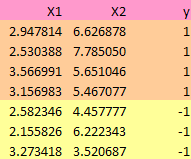 X1 X2 y
2.947814 6.626878 1
2.530388 7.785050 1
3.566991 5.651046 1
3.156983 5.467077 1
2.582346 4.457777 -1
2.155826 6.222343 -1
3.273418 3.520687 -1